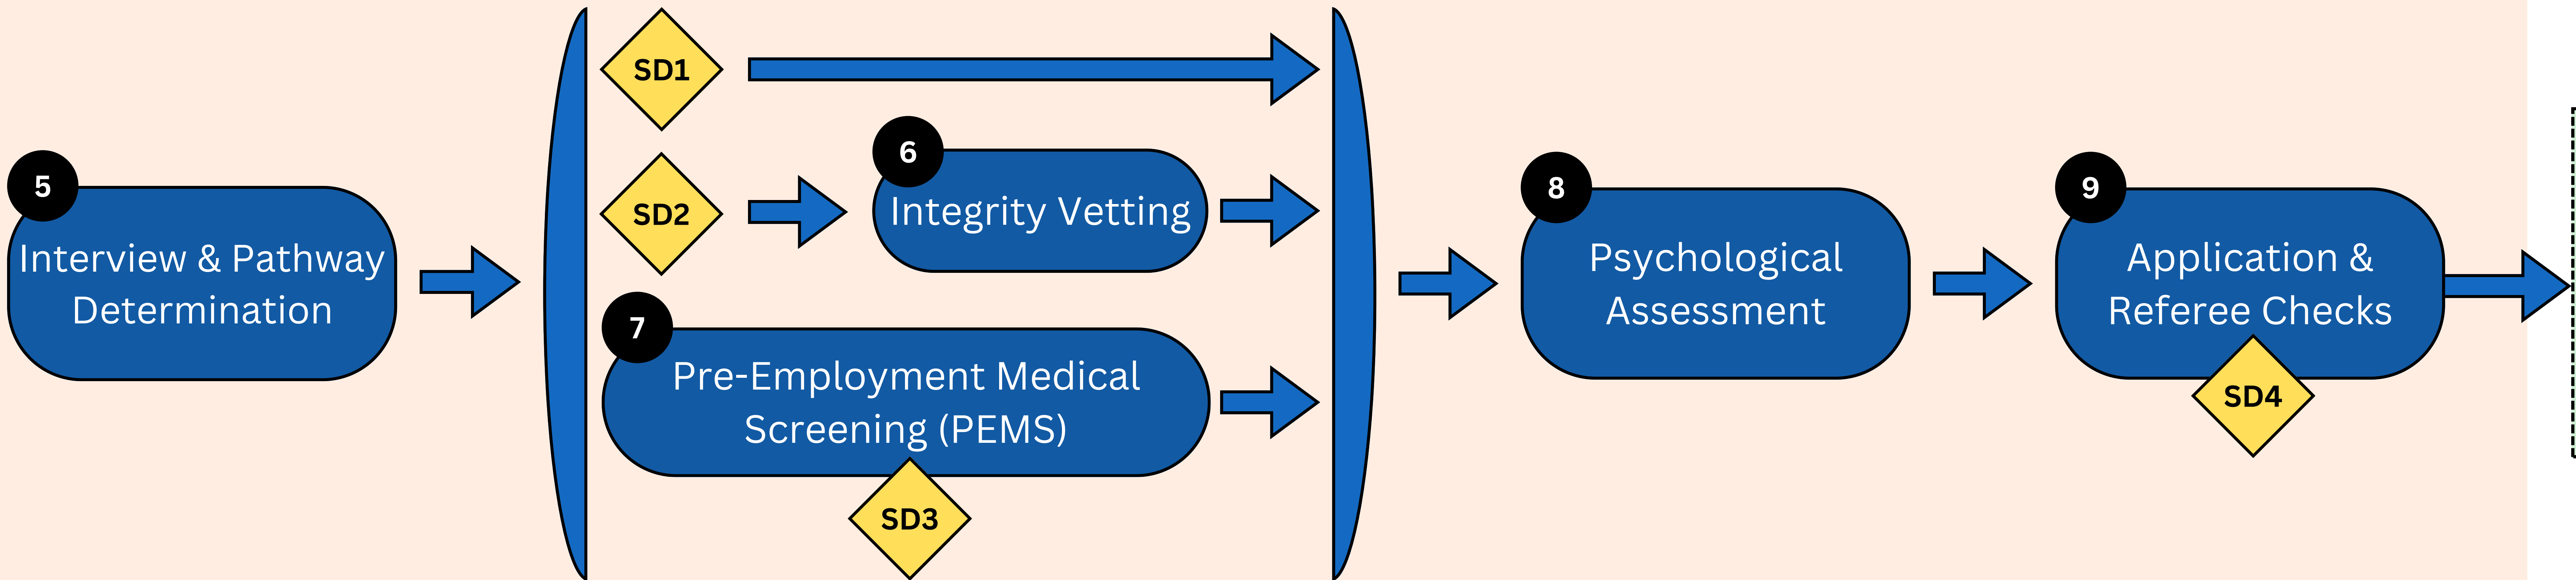 5
Interview & Pathway
Determination
SD1
SD2
6
Integrity Vetting
7
Pre-Employment Medical
Screening (PEMS)
SD3
8
Psychological
Assessment
9
Application &
Referee Checks
SD4